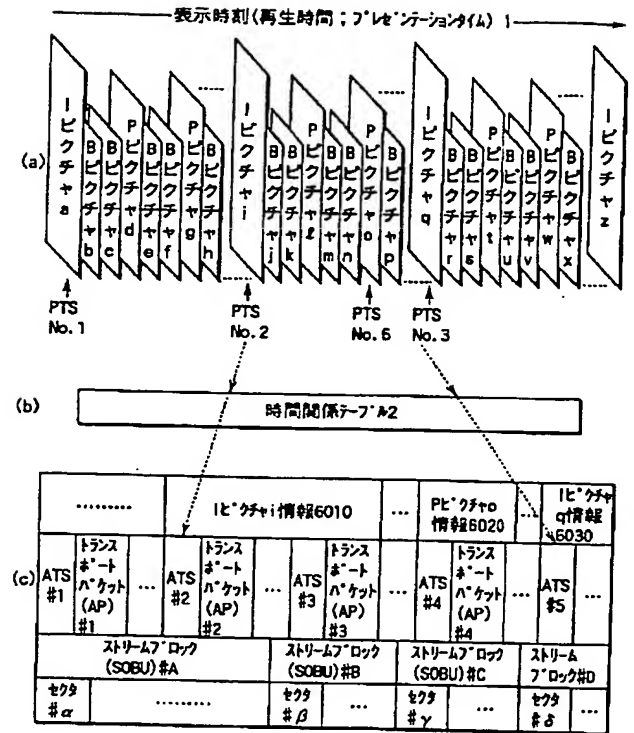 表示時刻(再生時間;プレゼンテーションタイム) 1
(a)
Iピクチャa
Bピクチャb
Bピクチャc
Pピクチャd
Bピクチャe
Bピクチャf
Pピクチャg
Bピクチャh
Iピクチャi
Bピクチャj
Bピクチャk
Pピクチャℓ
Bピクチャm
Bピクチャn
Pピクチャo
Bピクチャp
Iピクチャq
Bピクチャr
Bピクチャs
Pピクチャt
Bピクチャu
Bピクチャv
Pピクチャw
Bピクチャx
Iピクチャz
PTS No.1
PTS No.2
PTS No.6
PTS No.3
(b)
時間関係テーブル2
(c)
......... Iピクチャi情報6010 ... Pピクチャo情報6020 ... Iピクチャq情報6030
ATS #1 トランスポートパケット(AP) #1 ... ATS #2 トランスポートパケット(AP) #2 ... ATS #3 トランスポートパケット(AP) #3 ... ATS #4 トランスポートパケット(AP) #4 ... ATS #5 ...
ストリームブロック(SOBU)#A ストリームブロック(SOBU)#B ストリームブロック(SOBU)#C ストリームブロック#D
セクタ#α ......... セクタ#β ... セクタ#γ ... セクタ#δ ...